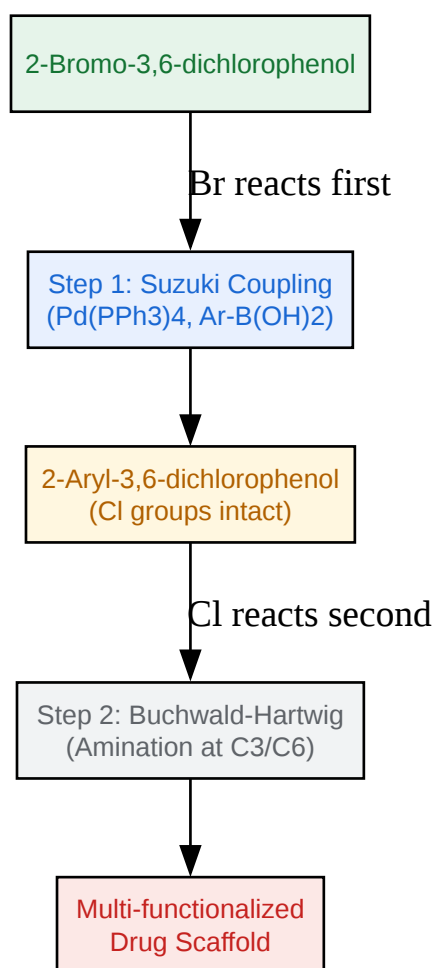 2-Bromo-3,6-dichlorophenol
Br reacts first
Step 1: Suzuki Coupling
(Pd(PPh3)4, Ar-B(OH)2)
2-Aryl-3,6-dichlorophenol
(Cl groups intact)
Cl reacts second
Step 2: Buchwald-Hartwig
(Amination at C3/C6)
Multi-functionalized
Drug Scaffold